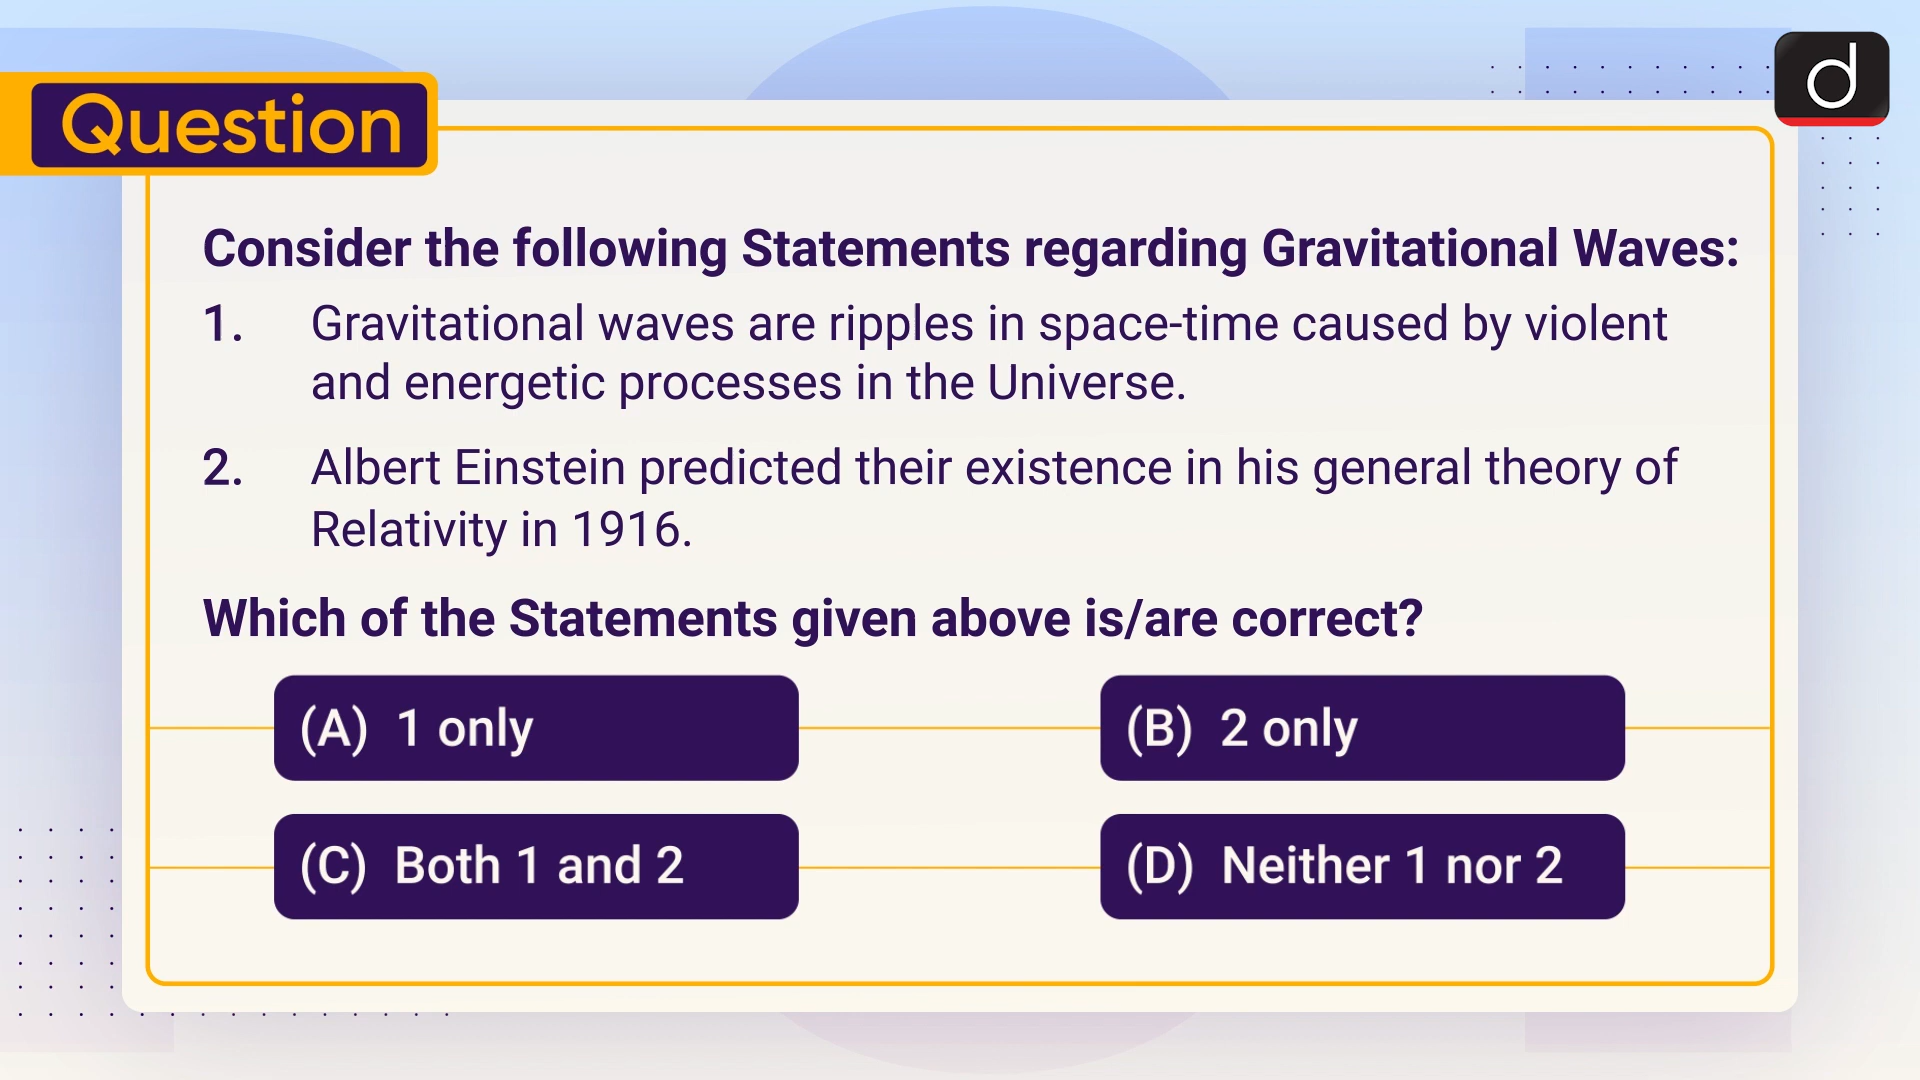 Question
Consider the following Statements regarding Gravitational Waves:
1. Gravitational waves are ripples in space-time caused by violent
and energetic processes in the Universe.
2. Albert Einstein predicted their existence in his general theory of
Relativity in 1916.
Which of the Statements given above is/are correct?
(A) 1 only
(B) 2 only
(C) Both 1 and 2
(D) Neither 1 nor 2
d